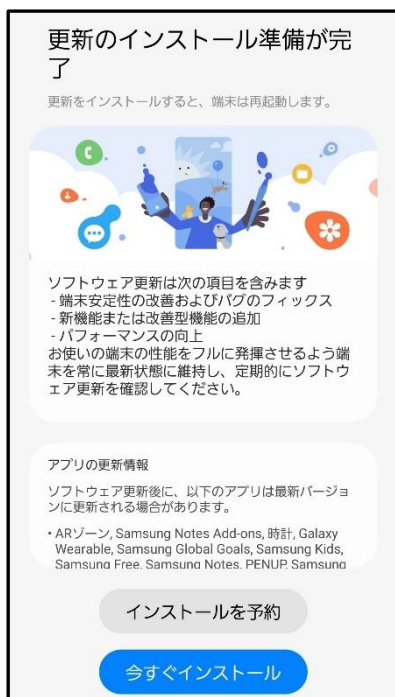 更新のインストール準備が完
了
更新をインストールすると、端末は再起動します。
ソフトウェア更新は次の項目を含みます
- 端末安定性の改善およびバグのフィックス
- 新機能または改善型機能の追加
- パフォーマンスの向上
お使いの端末の性能をフルに発揮させるよう端
末を常に最新状態に維持し、定期的にソフトウ
ェア更新を確認してください。
アプリの更新情報
ソフトウェア更新後に、以下のアプリは最新バージョ
ンに更新される場合があります。
• ARゾーン, Samsung Notes Add-ons, 時計, Galaxy
Wearable, Samsung Global Goals, Samsung Kids,
Samsung Free, Samsung Notes, PENUP, Samsung
インストールを予約
今すぐインストール